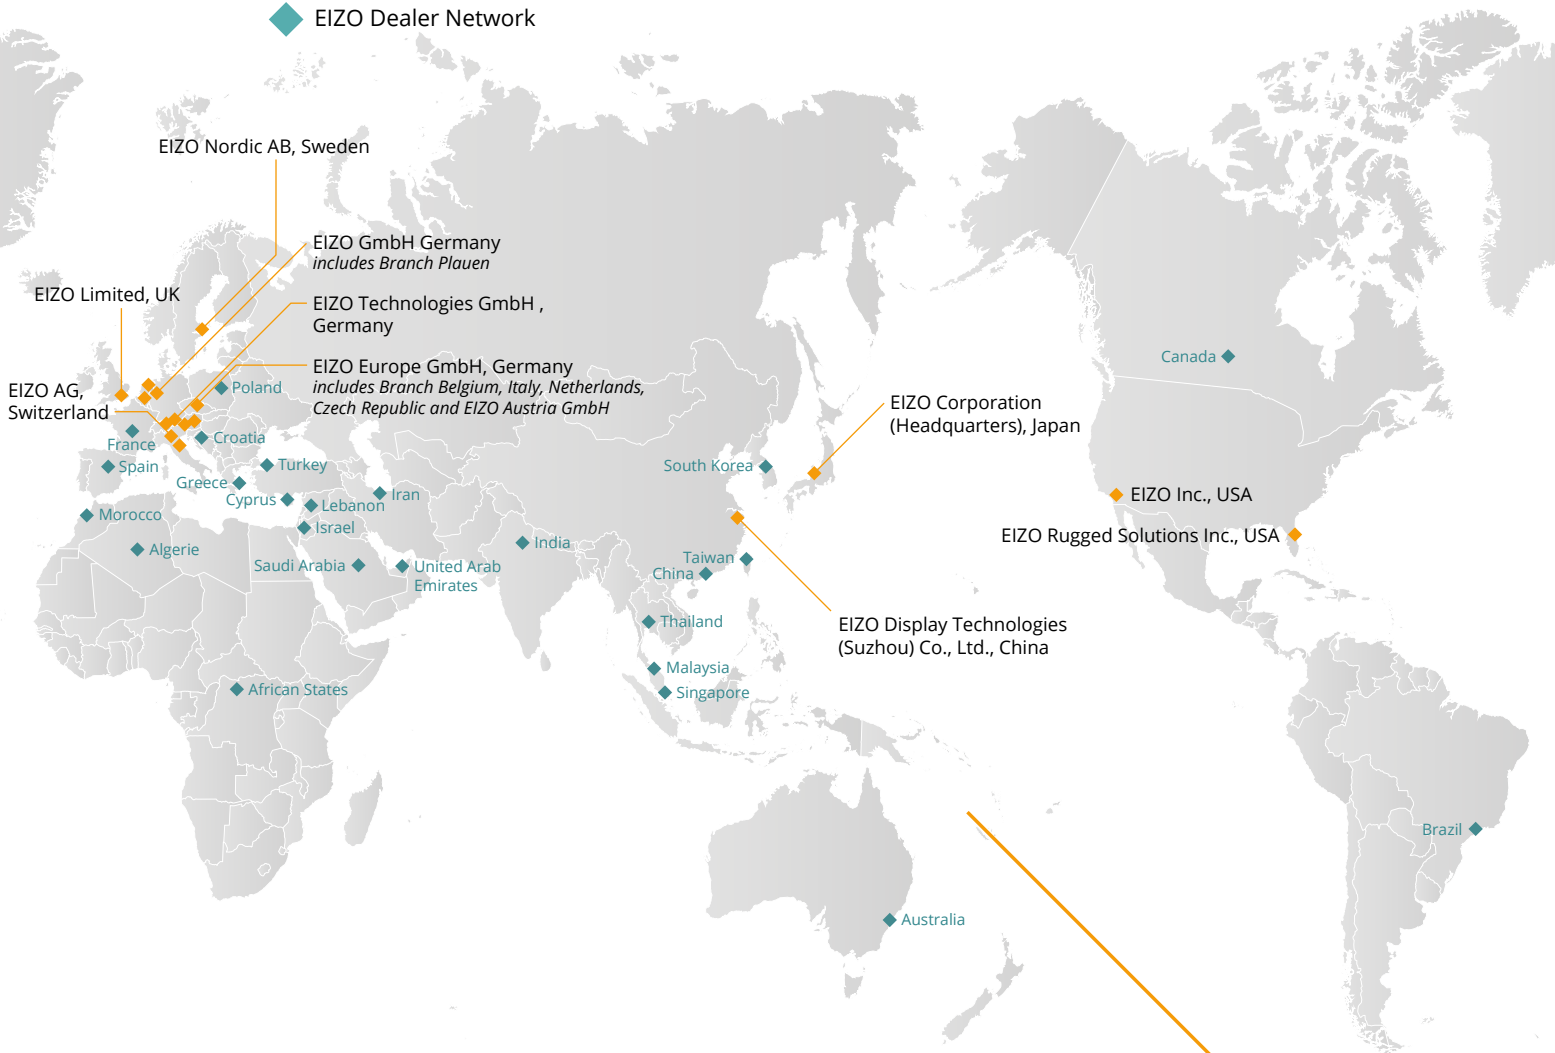 EIZO Dealer Network
EIZO Nordic AB, Sweden
EIZO GmbH Germany
includes Branch Plauen
EIZO Limited, UK
EIZO Technologies GmbH ,
Germany
EIZO Europe GmbH, Germany
includes Branch Belgium, Italy, Netherlands,
Czech Republic and EIZO Austria GmbH
EIZO AG,
Switzerland
Poland
France
Croatia
Spain
Turkey
Greece
Cyprus
Lebanon
Iran
Israel
Morocco
Algerie
Saudi Arabia
United Arab
Emirates
African States
India
South Korea
Taiwan
China
Thailand
Malaysia
Singapore
EIZO Corporation
(Headquarters), Japan
EIZO Display Technologies
(Suzhou) Co., Ltd., China
Australia
Canada
EIZO Inc., USA
EIZO Rugged Solutions Inc., USA
Brazil